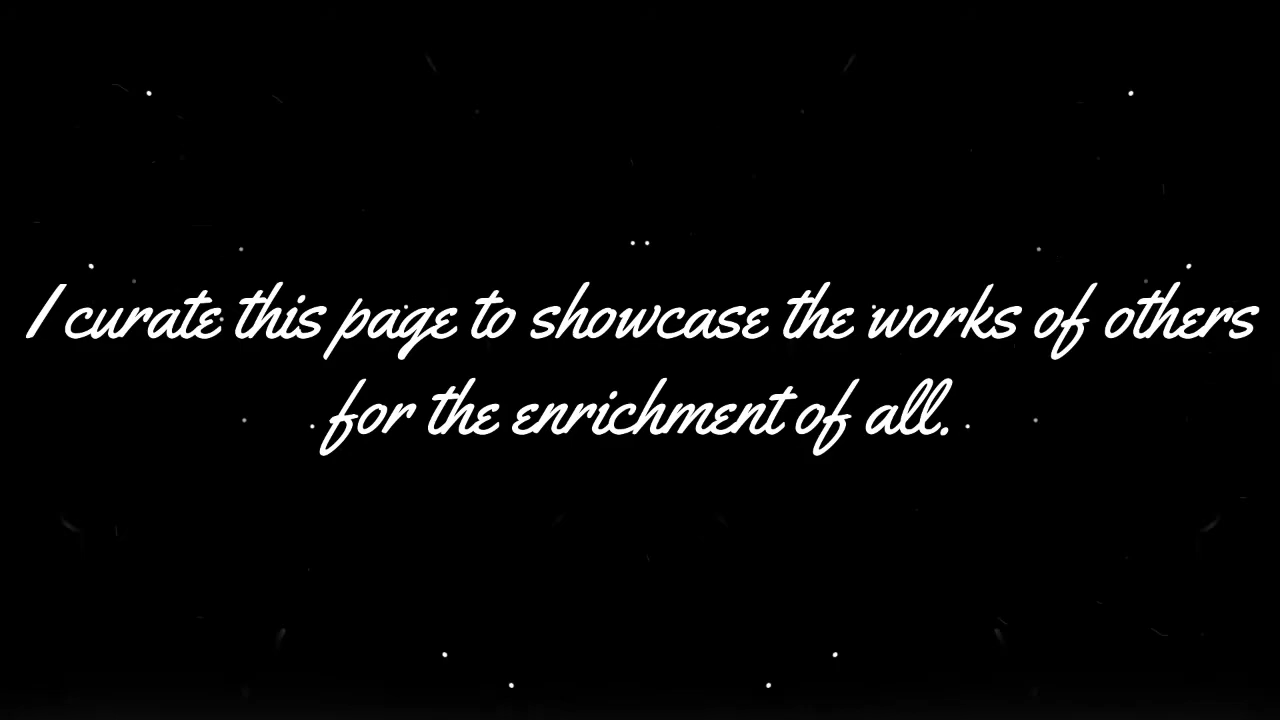 I curate this page to showcase the works of others
for the enrichment of all.